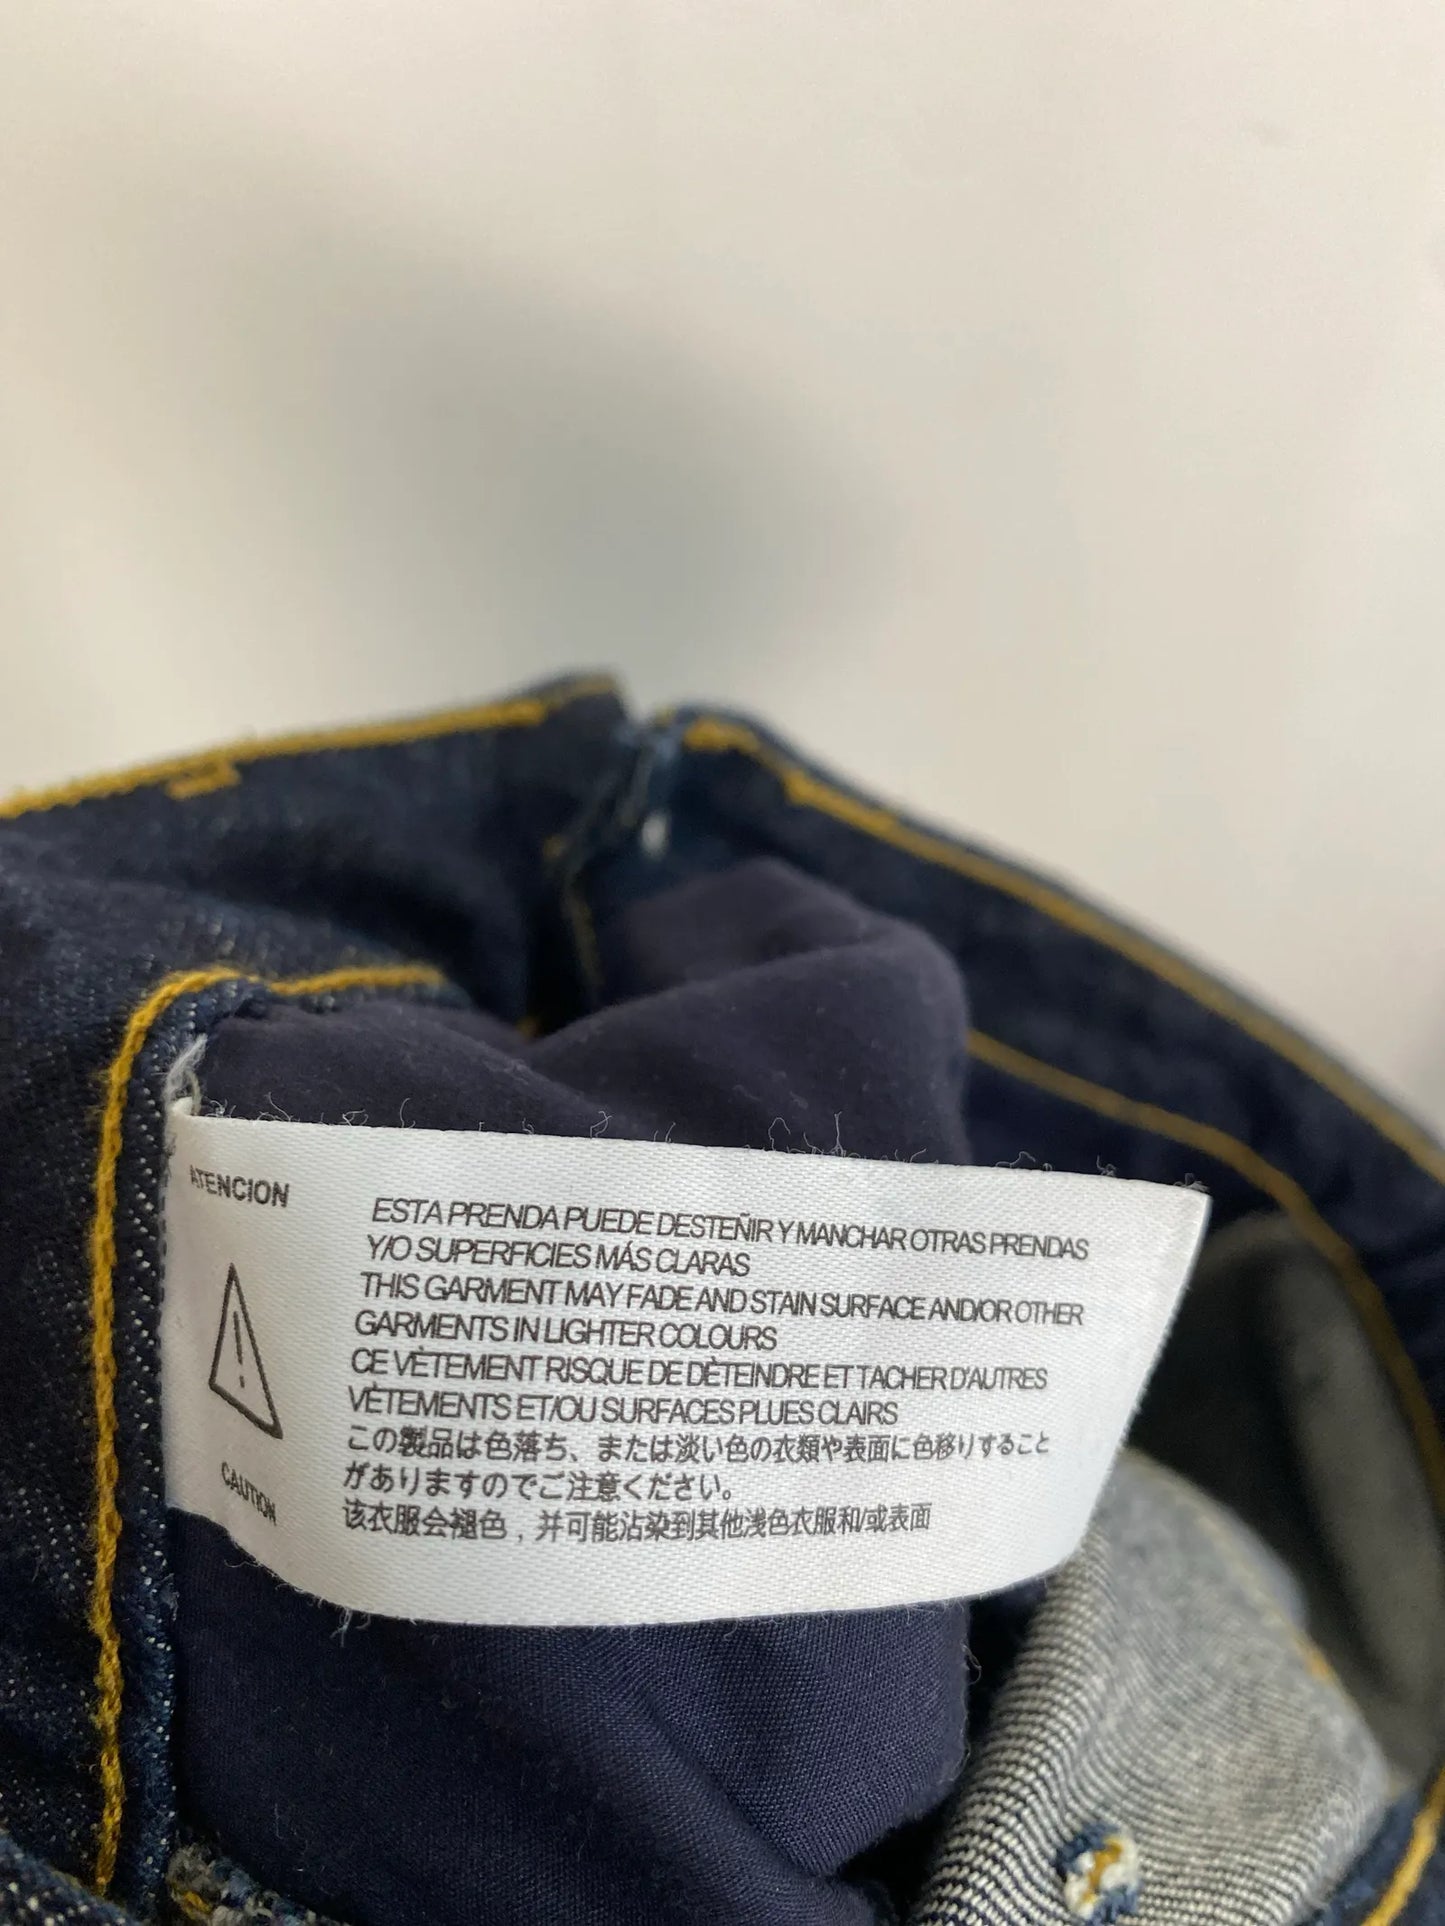 ATENCION
ESTA PRENDA PUEDE DESTEÑIR Y MANCHAR OTRAS PRENDAS
Y/O SUPERFICIES MÁS CLARAS
THIS GARMENT MAY FADE AND STAIN SURFACE AND/OR OTHER
GARMENTS IN LIGHTER COLOURS
CE VÈTEMENT RISQUE DE DÈTEINDRE ET TACHER D'AUTRES
VÈTEMENTS ET/OU SURFACES PLUES CLAIRS
この製品は色落ち、または淡い色の衣類や表面に色移りすること
がありますのでご注意ください。
该衣服会褪色，并可能沾染到其他浅色衣服和/或表面
CAUTION